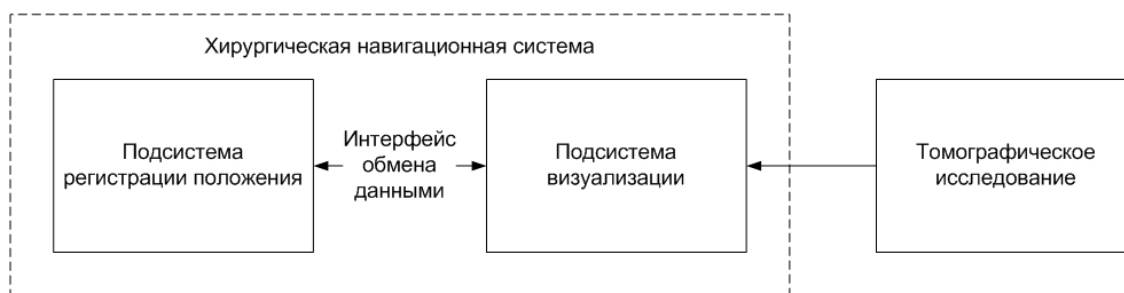 Хирургическая навигационная система
Подсистема
регистрации положения
Интерфейс
обмена
данными
Подсистема
визуализации
Томографическое
исследование